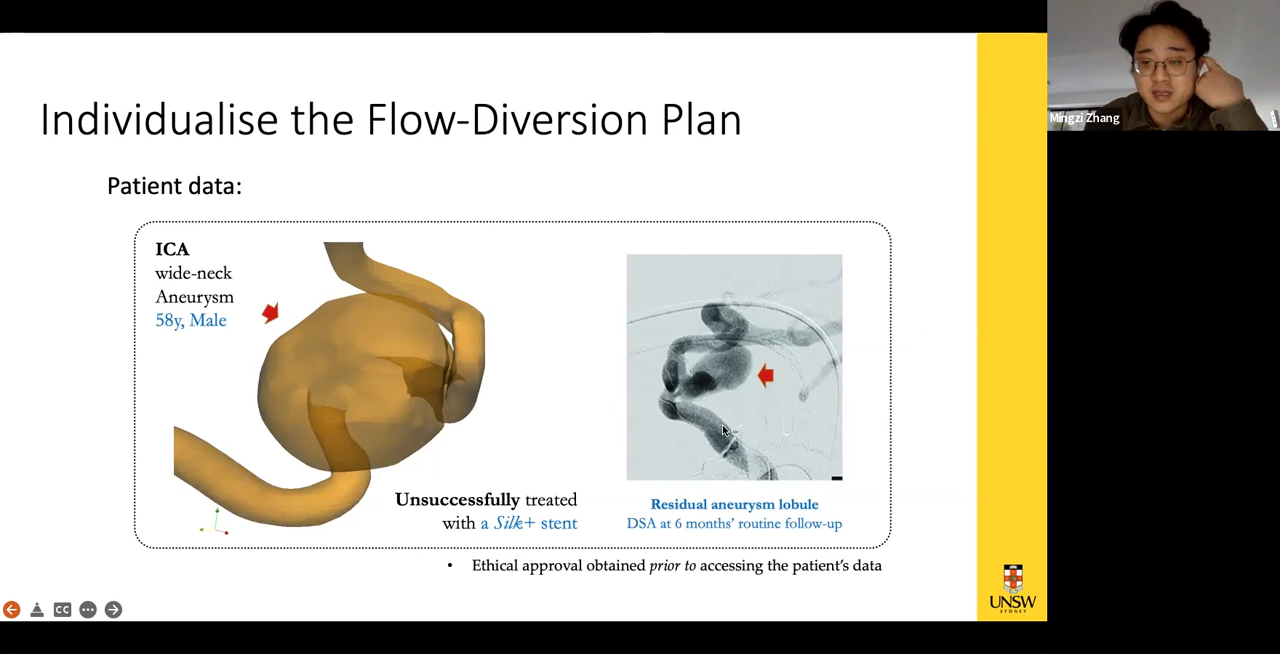 Individualise the Flow-Diversion Plan
Patient data:
ICA
wide-neck
Aneurysm
58y, Male
Unsuccessfully treated
with a Silk+ stent
Residual aneurysm lobule
DSA at 6 months' routine follow-up
• Ethical approval obtained prior to accessing the patient's data
CC
UNSW
SYDNEY
Mingzi Zhang